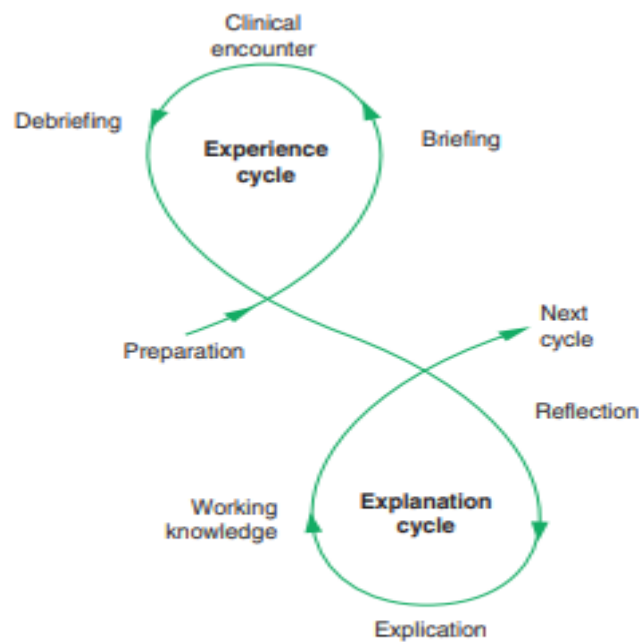 Clinical
encounter
Debriefing
Briefing
Experience
cycle
Preparation
Next
cycle
Reflection
Working
knowledge
Explanation
cycle
Explication